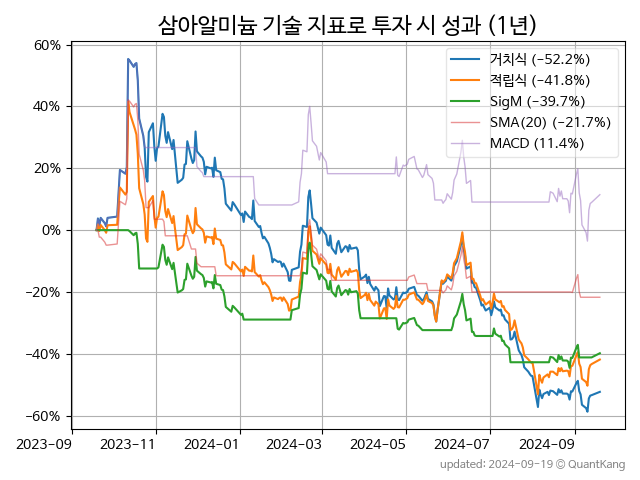 삼아알미늄 기술 지표로 투자 시 성과 (1년)
60%
40%
20%
0%
−20%
−40%
−60%
거치식 (−52.2%)
적립식 (−41.8%)
SigM (−39.7%)
SMA(20) (−21.7%)
MACD (11.4%)
2023-09 2023-11 2024-01 2024-03 2024-05 2024-07 2024-09
updated: 2024-09-19 © QuantKang